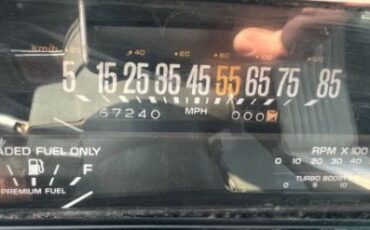 km/h 20 40 60 80
5 15 25 35 45 55 65 75 85
67240 MPH 000
ADED FUEL ONLY
F
PREMIUM FUEL
RPM X 100
0 10 20 30 40
TURBO BOOST
0 5 10